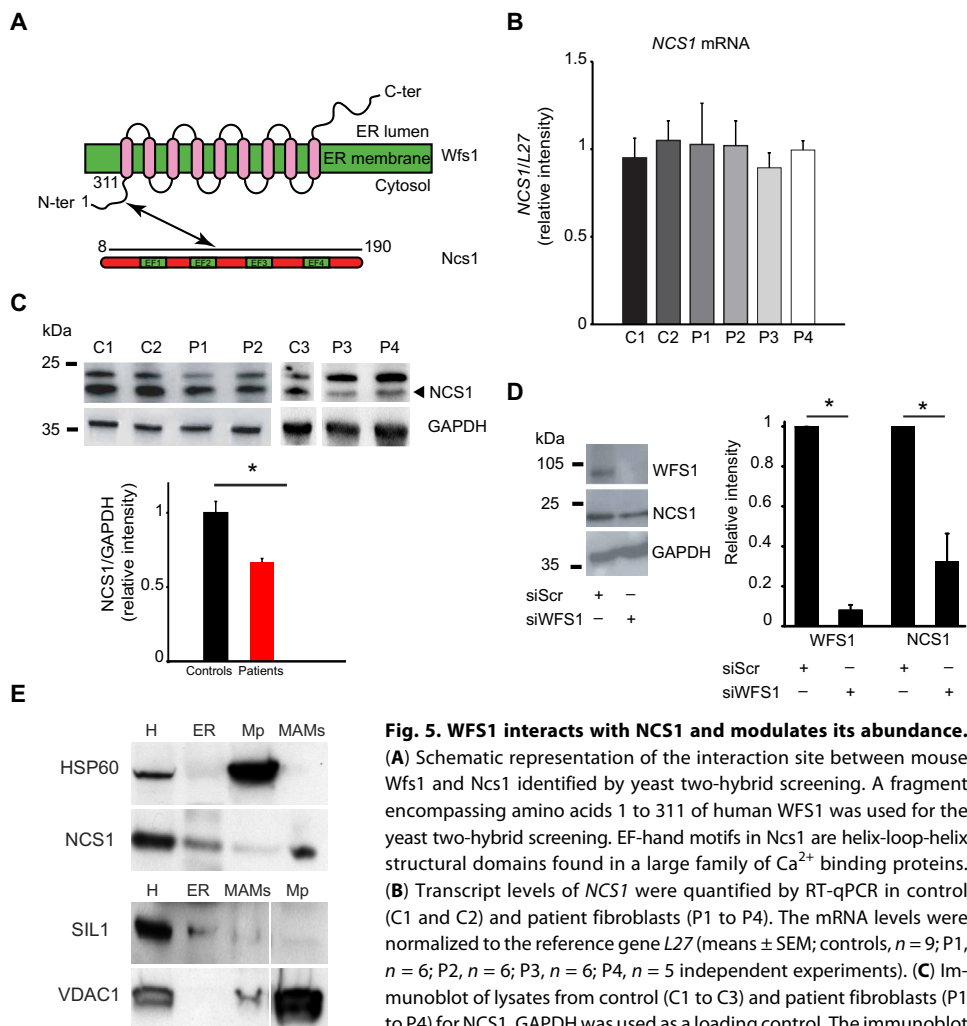 A
C-ter
ER lumen
ER membrane
Wfs1
311
Cytosol
N-ter 1
8
190
EF1 EF2 EF3 EF4
Ncs1
B
NCS1 mRNA
NCS1/L27
(relative intensity)
1.5
1
0.5
0
C1 C2 P1 P2 P3 P4
C
kDa
C1 C2 P1 P2 C3 P3 P4
25
NCS1
35
GAPDH
*
NCS1/GAPDH
(relative intensity)
1
0.5
0
Controls Patients
D
kDa
105
WFS1
25
NCS1
GAPDH
35
siScr + –
siWFS1 – +
* *
Relative intensity
1
0.8
0.6
0.4
0.2
0
WFS1 NCS1
siScr + – + –
siWFS1 – + – +
E
H ER Mp MAMs
HSP60
NCS1
H ER MAMs Mp
SIL1
VDAC1
Fig. 5. WFS1 interacts with NCS1 and modulates its abundance.
(A) Schematic representation of the interaction site between mouse
Wfs1 and Ncs1 identified by yeast two-hybrid screening. A fragment
encompassing amino acids 1 to 311 of human WFS1 was used for the
yeast two-hybrid screening. EF-hand motifs in Ncs1 are helix-loop-helix
structural domains found in a large family of Ca2+ binding proteins.
(B) Transcript levels of NCS1 were quantified by RT-qPCR in control
(C1 and C2) and patient fibroblasts (P1 to P4). The mRNA levels were
normalized to the reference gene L27 (means ± SEM; controls, n = 9; P1,
n = 6; P2, n = 6; P3, n = 6; P4, n = 5 independent experiments). (C) Im-
munoblot of lysates from control (C1 to C3) and patient fibroblasts (P1
to P4) for NCS1. GAPDH was used as a loading control. The immunoblot